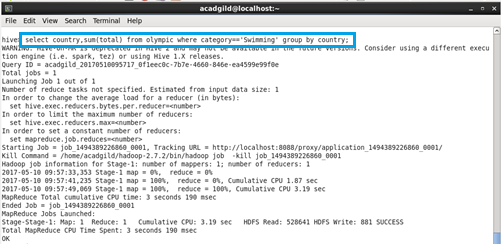 acadgild@localhost:~
File Edit View Search Terminal Help
hive> select country,sum(total) from olympic where category=='Swimming' group by country;
WARNING: Hive-on-MR is deprecated in Hive 2 and may not be available in the future versions. Consider using a different execu
tion engine (i.e. spark, tez) or using Hive 1.X releases.
Query ID = acadgild_20170510095717_0f1eec0c-7b7e-4660-846e-ea4599e99f0e
Total jobs = 1
Launching Job 1 out of 1
Number of reduce tasks not specified. Estimated from input data size: 1
In order to change the average load for a reducer (in bytes):
set hive.exec.reducers.bytes.per.reducer=<number>
In order to limit the maximum number of reducers:
set hive.exec.reducers.max=<number>
In order to set a constant number of reducers:
set mapreduce.job.reduces=<number>
Starting Job = job_1494389226860_0001, Tracking URL = http://localhost:8088/proxy/application_1494389226860_0001/
Kill Command = /home/acadgild/hadoop-2.7.2/bin/hadoop job -kill job_1494389226860_0001
Hadoop job information for Stage-1: number of mappers: 1; number of reducers: 1
2017-05-10 09:57:33,353 Stage-1 map = 0%, reduce = 0%
2017-05-10 09:57:41,235 Stage-1 map = 100%, reduce = 0%, Cumulative CPU 1.87 sec
2017-05-10 09:57:49,069 Stage-1 map = 100%, reduce = 100%, Cumulative CPU 3.19 sec
MapReduce Total cumulative CPU time: 3 seconds 190 msec
Ended Job = job_1494389226860_0001
MapReduce Jobs Launched:
Stage-Stage-1: Map: 1 Reduce: 1 Cumulative CPU: 3.19 sec HDFS Read: 528641 HDFS Write: 881 SUCCESS
Total MapReduce CPU Time Spent: 3 seconds 190 msec
OK